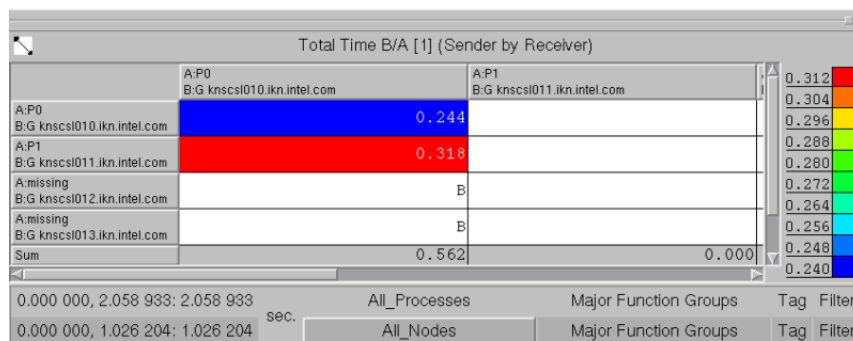 Total Time B/A [1] (Sender by Receiver)
A:P0
B:G knscsl010.ikn.intel.com
A:P1
B:G knscsl011.ikn.intel.com
A:P0
B:G knscsl010.ikn.intel.com
0.244
A:P1
B:G knscsl011.ikn.intel.com
0.318
A:missing
B:G knscsl012.ikn.intel.com
B
A:missing
B:G knscsl013.ikn.intel.com
B
Sum 0.562 0.000
0.312
0.304
0.296
0.288
0.280
0.272
0.264
0.256
0.248
0.240
0.000 000, 2.058 933: 2.058 933 All_Processes Major Function Groups Tag Filter
sec.
0.000 000, 1.026 204: 1.026 204 All_Nodes Major Function Groups Tag Filter